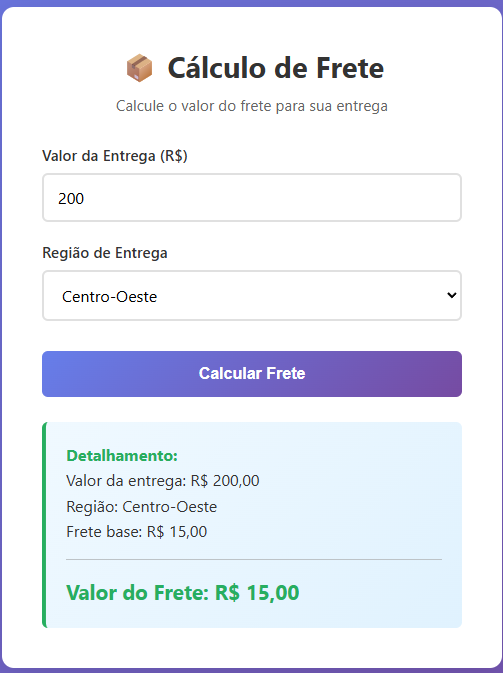 Cálculo de Frete
Calcule o valor do frete para sua entrega
Valor da Entrega (R$)
200
Região de Entrega
Centro-Oeste
Calcular Frete
Detalhamento:
Valor da entrega: R$ 200,00
Região: Centro-Oeste
Frete base: R$ 15,00
Valor do Frete: R$ 15,00